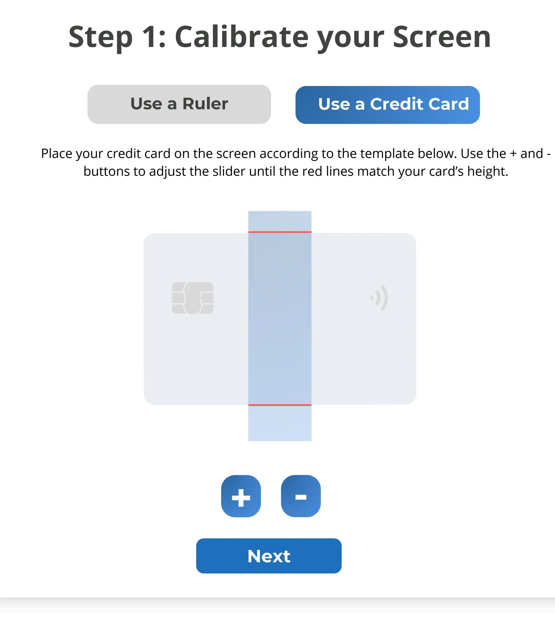 Step 1: Calibrate your Screen
Use a Ruler
Use a Credit Card
Place your credit card on the screen according to the template below. Use the + and -
buttons to adjust the slider until the red lines match your card’s height.
+
-
Next